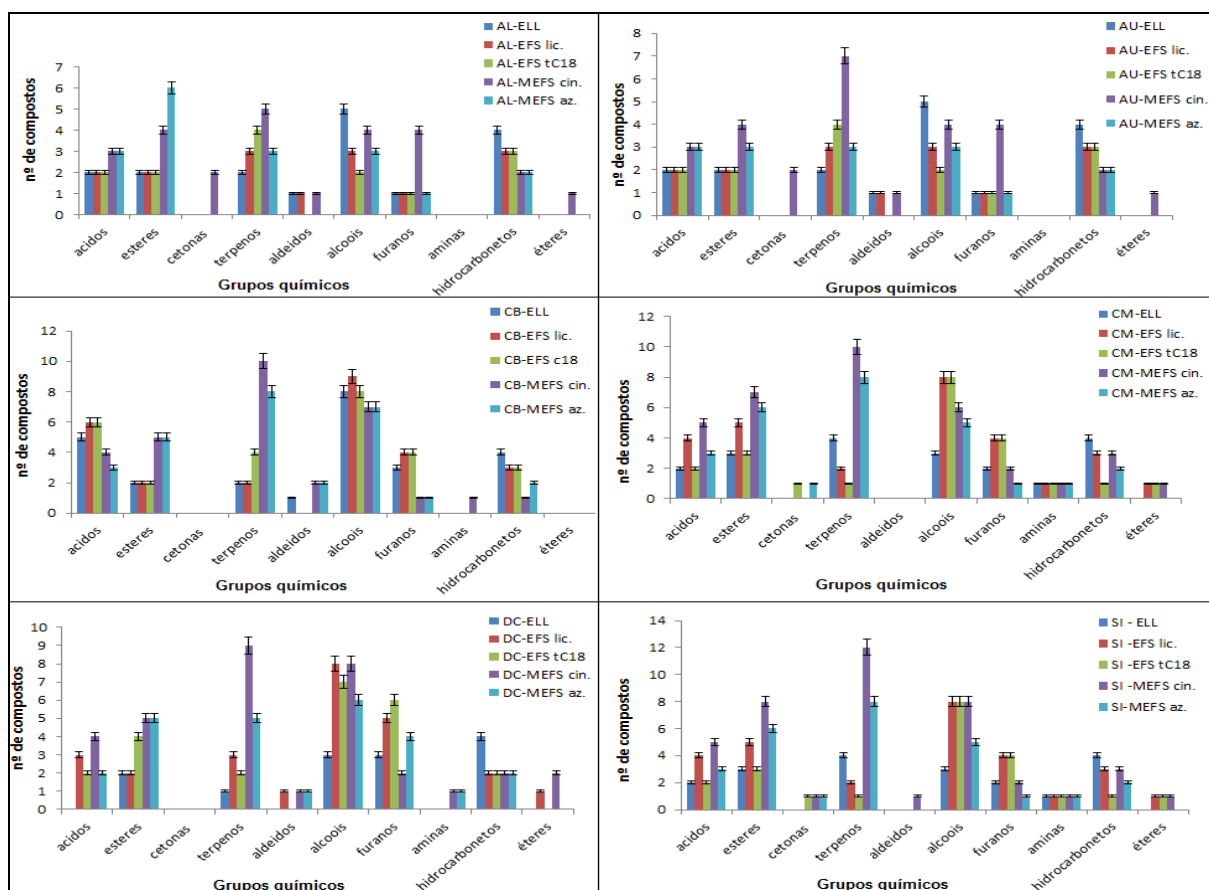 AL-ELL
AL-EFS lic.
AL-EFS tC18
AL-MEFS cin.
AL-MEFS az.
nº de compostos
7
6
5
4
3
2
1
0
acidos
esteres
cetonas
terpenos
aldeidos
alcoois
furanos
aminas
hidrocarbonetos
éteres
Grupos químicos
AU-ELL
AU-EFS lic.
AU-EFS tC18
AU-MEFS cin.
AU-MEFS az.
nº de compostos
8
7
6
5
4
3
2
1
0
acidos
esteres
cetonas
terpenos
aldeidos
alcoois
furanos
aminas
hidrocarbonetos
éteres
Grupos químicos
CB-ELL
CB-EFS lic.
CB-EFS c18
CB-MEFS cin.
CB-MEFS az.
nº de compostos
12
10
8
6
4
2
0
acidos
esteres
cetonas
terpenos
aldeidos
alcoois
furanos
aminas
hidrocarbonetos
éteres
Grupos químicos
CM-ELL
CM-EFS lic.
CM-EFS tC18
CM-MEFS cin.
CM-MEFS az.
nº de compostos
12
10
8
6
4
2
0
acidos
esteres
cetonas
terpenos
aldeidos
alcoois
furanos
aminas
hidrocarbonetos
éteres
Grupos químicos
DC-ELL
DC-EFS lic.
DC-EFS tC18
DC-MEFS cin.
DC-MEFS az.
nº de compostos
10
9
8
7
6
5
4
3
2
1
0
acidos
esteres
cetonas
terpenos
aldeidos
alcoois
furanos
aminas
hidrocarbonetos
éteres
Grupos químicos
SI - ELL
SI -EFS lic.
SI -EFS tC18
SI -MEFS cin.
SI-MEFS az.
nº de compostos
14
12
10
8
6
4
2
0
acidos
esteres
cetonas
terpenos
aldeidos
alcoois
furanos
aminas
hidrocarbonetos
éteres
Grupos químicos